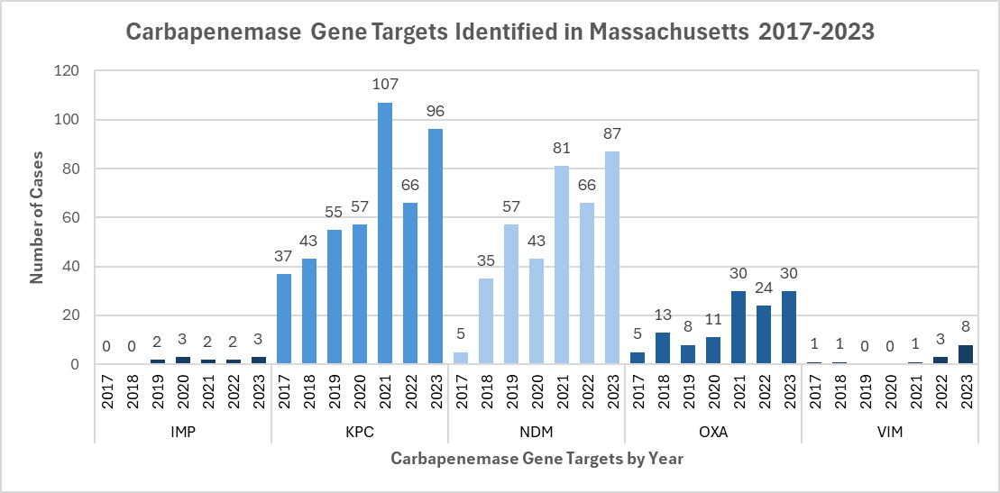 Carbapenemase Gene Targets Identified in Massachusetts 2017-2023
Number of Cases
120
100
80
60
40
20
0
0 0 2 3 2 2 3
37 43 55 57 107 66 96
5 35 57 43 81 66 87
5 13 8 11 30 24 30
1 1 0 0 1 3 8
2017 2018 2019 2020 2021 2022 2023 2017 2018 2019 2020 2021 2022 2023 2017 2018 2019 2020 2021 2022 2023 2017 2018 2019 2020 2021 2022 2023 2017 2018 2019 2020 2021 2022 2023
IMP KPC NDM OXA VIM
Carbapenemase Gene Targets by Year